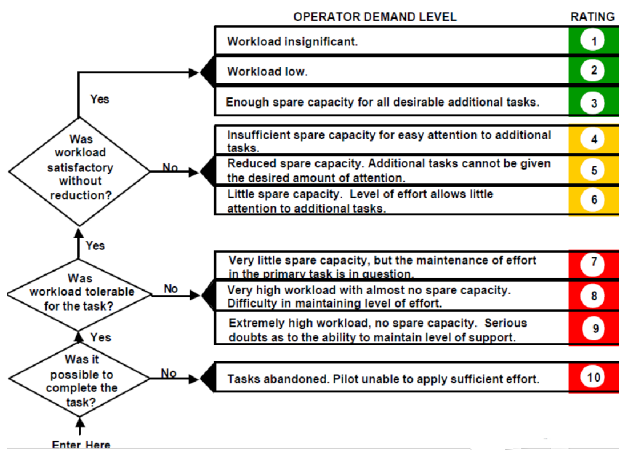 OPERATOR DEMAND LEVEL RATING
Workload insignificant. 1
Workload low. 2
Yes
Enough spare capacity for all desirable additional tasks. 3
Was
workload
satisfactory
without
reduction?
No
Insufficient spare capacity for easy attention to additional
tasks.
4
Reduced spare capacity. Additional tasks cannot be given
the desired amount of attention.
5
Little spare capacity. Level of effort allows little
attention to additional tasks.
6
Yes
Was
workload tolerable
for the task?
No
Very little spare capacity, but the maintenance of effort
in the primary task is in question.
7
Very high workload with almost no spare capacity.
Difficulty in maintaining level of effort.
8
Extremely high workload, no spare capacity. Serious
doubts as to the ability to maintain level of support.
9
Yes
Was it
possible to
complete the
task?
No
Tasks abandoned. Pilot unable to apply sufficient effort. 10
Enter Here